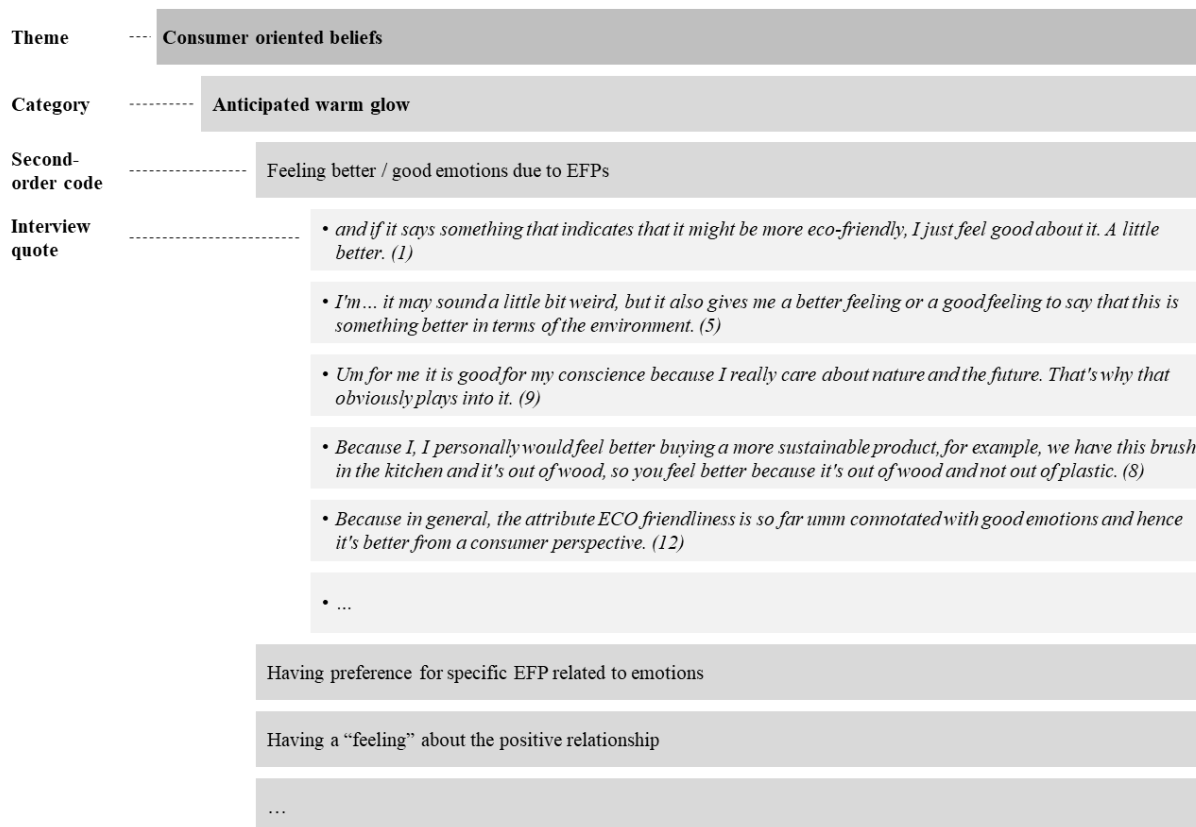 Theme
Consumer oriented beliefs
Category
Anticipated warm glow
Second-
order code
Feeling better / good emotions due to EFPs
Interview
quote
• and if it says something that indicates that it might be more eco-friendly, I just feel good about it. A little
better. (1)
• I'm… it may sound a little bit weird, but it also gives me a better feeling or a good feeling to say that this is
something better in terms of the environment. (5)
• Um for me it is good for my conscience because I really care about nature and the future. That's why that
obviously plays into it. (9)
• Because I, I personally would feel better buying a more sustainable product, for example, we have this brush
in the kitchen and it's out of wood, so you feel better because it's out of wood and not out of plastic. (8)
• Because in general, the attribute ECO friendliness is so far umm connotated with good emotions and hence
it's better from a consumer perspective. (12)
• …
Having preference for specific EFP related to emotions
Having a “feeling” about the positive relationship
…